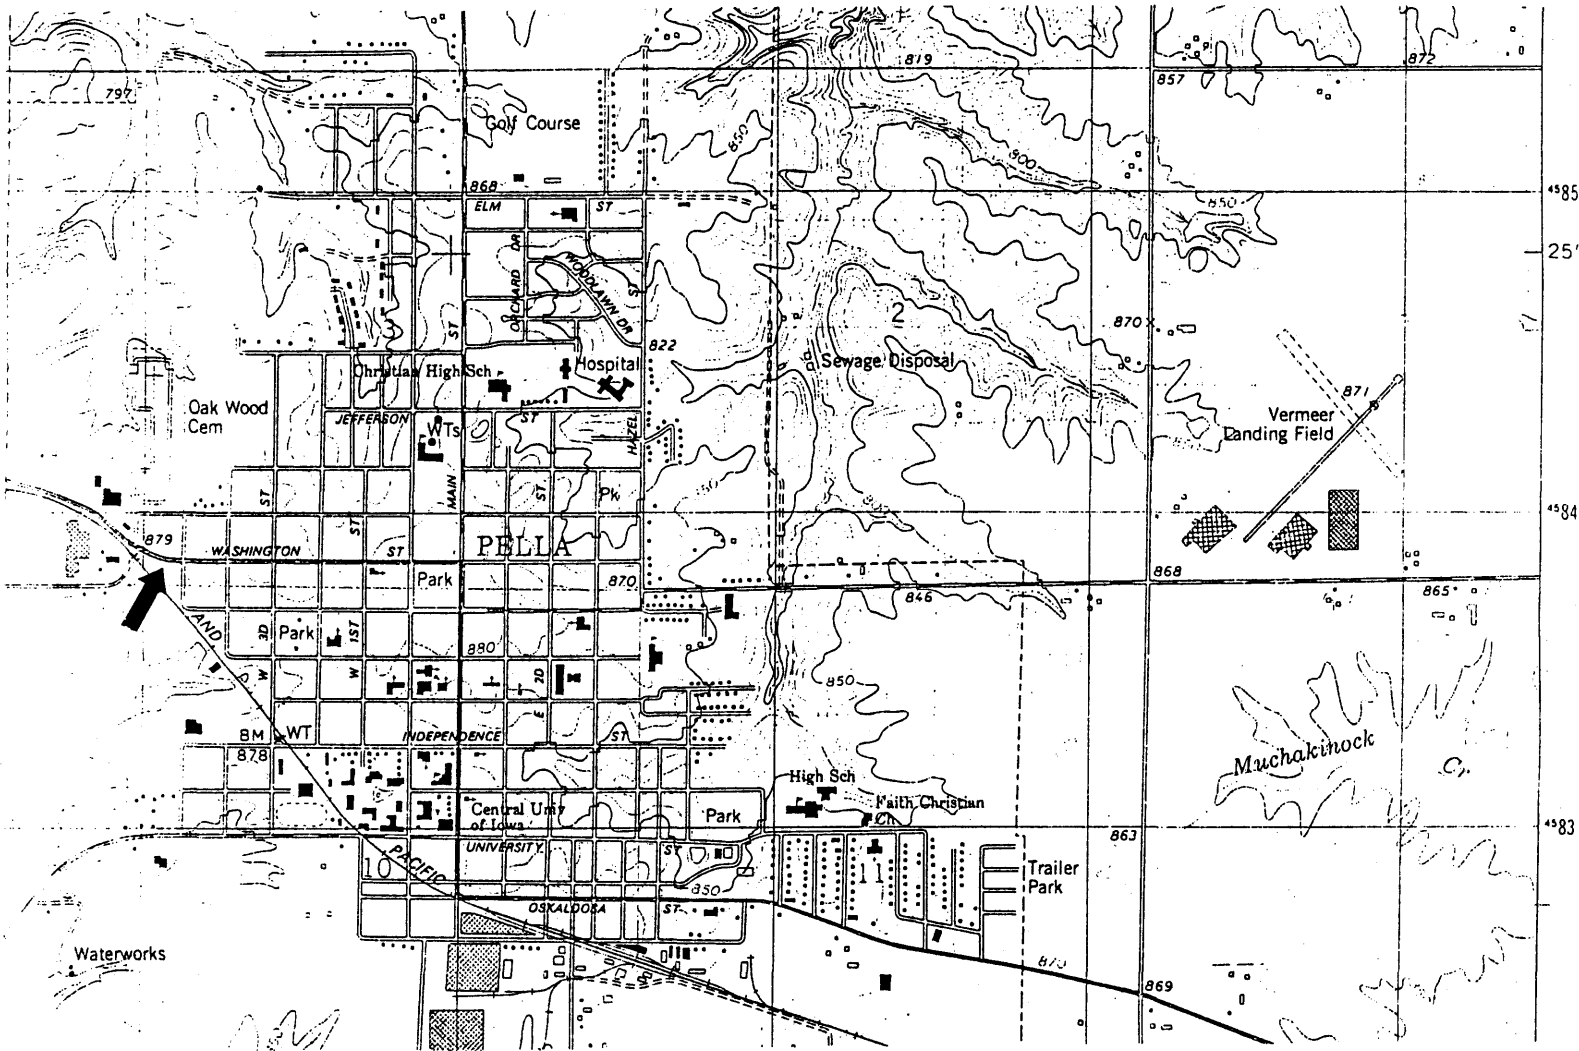 819
872
857
797
Golf Course
850
800
868
ELM
ST
4585
850
25'
ORCHARD DR
WOODLAWN DR
ST
ST
3
2
870
822
Christian High Sch
Hospital
Sewage Disposal
871
Oak Wood
Cem
JEFFERSON
ST
WTs
HAZEL
Vermeer
Landing Field
ST
MAIN
ST
Pk
ST
4584
879
WASHINGTON
ST
PELLA
Park
870
868
846
865
AND
3D
Park
1ST
880
W
W
2D
E
850
BM
878
WT
INDEPENDENCE
ST
Muchakinock
Cr
High Sch
Central Univ
of Iowa
Park
Faith Christian
Ch
863
4583
UNIVERSITY
ST
PACIFIC
10
11
Trailer
Park
850
OSKALOOSA
ST
Waterworks
870
869